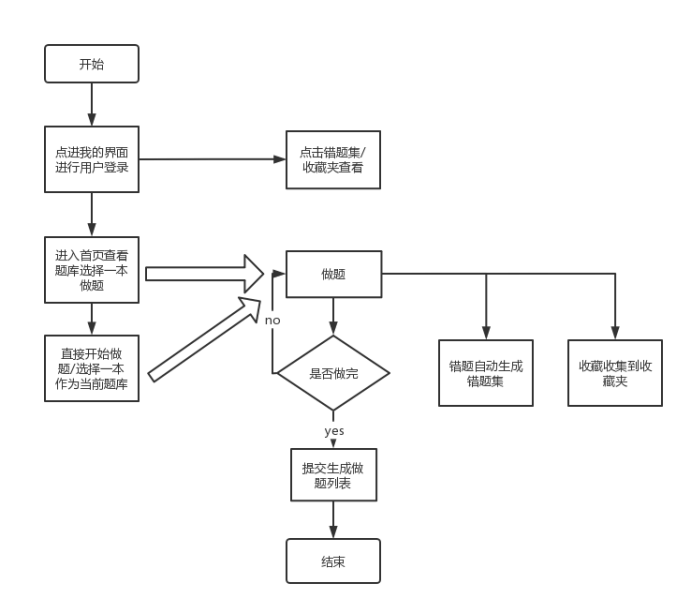 开始
点进我的界面
进行用户登录
点击错题集/
收藏夹查看
进入首页查看
题库选择一本
做题
直接开始做
题/选择一本
作为当前题库
做题
no
是否做完
yes
提交生成做
题列表
结束
错题自动生成
错题集
收藏收集到收
藏夹